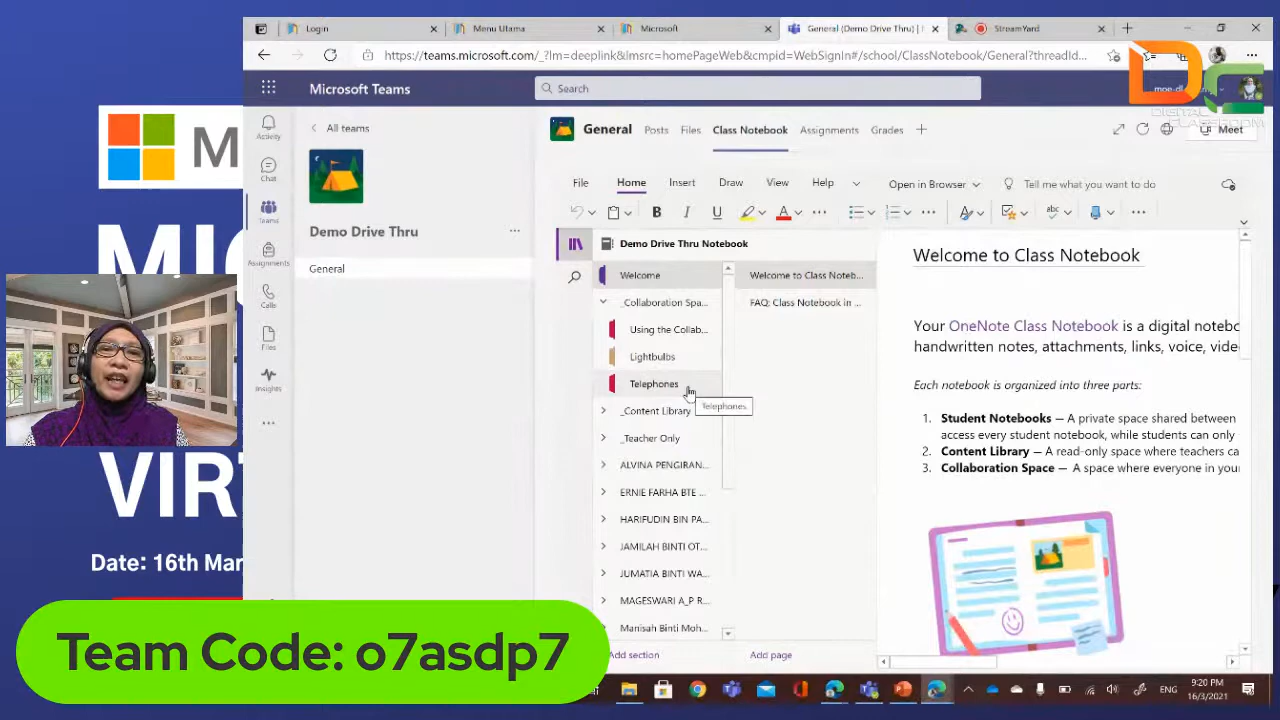 Login
Menu Utama
Microsoft
General (Demo Drive Thru) |
StreamYard
https://teams.microsoft.com/_?lm=deeplink&lmsrc=homePageWeb&cmpid=WebSignIn#/school/ClassNotebook/General?threadId...
Microsoft Teams
Search
DIGITAL
CLASSROOM
Activity
Chat
Teams
Assignments
Calls
Files
Insights
All teams
Demo Drive Thru
General
General
Posts
Files
Class Notebook
Assignments
Grades
Meet
File
Home
Insert
Draw
View
Help
Open in Browser
Tell me what you want to do
B
I
U
A
abc
Demo Drive Thru Notebook
Welcome
_Collaboration Spa...
Using the Collab...
Lightbulbs
Telephones
Telephones
_Content Library
_Teacher Only
ALVINA PENGIRAN...
ERNIE FARHA BTE ...
HARIFUDIN BIN PA...
JAMILAH BINTI OT...
JUMATIA BINTI WA...
MAGESWARI A_P R...
Manisah Binti Moh...
Add section
Welcome to Class Noteb...
FAQ: Class Notebook in ...
Add page
Welcome to Class Notebook
Your OneNote Class Notebook is a digital notebo
handwritten notes, attachments, links, voice, vide
Each notebook is organized into three parts:
1. Student Notebooks — A private space shared between
access every student notebook, while students can only
2. Content Library — A read-only space where teachers ca
3. Collaboration Space — A space where everyone in your
M
MIC
VIR
Date: 16th Mar
Team Code: o7asdp7
ENG
9:20 PM
16/3/2021